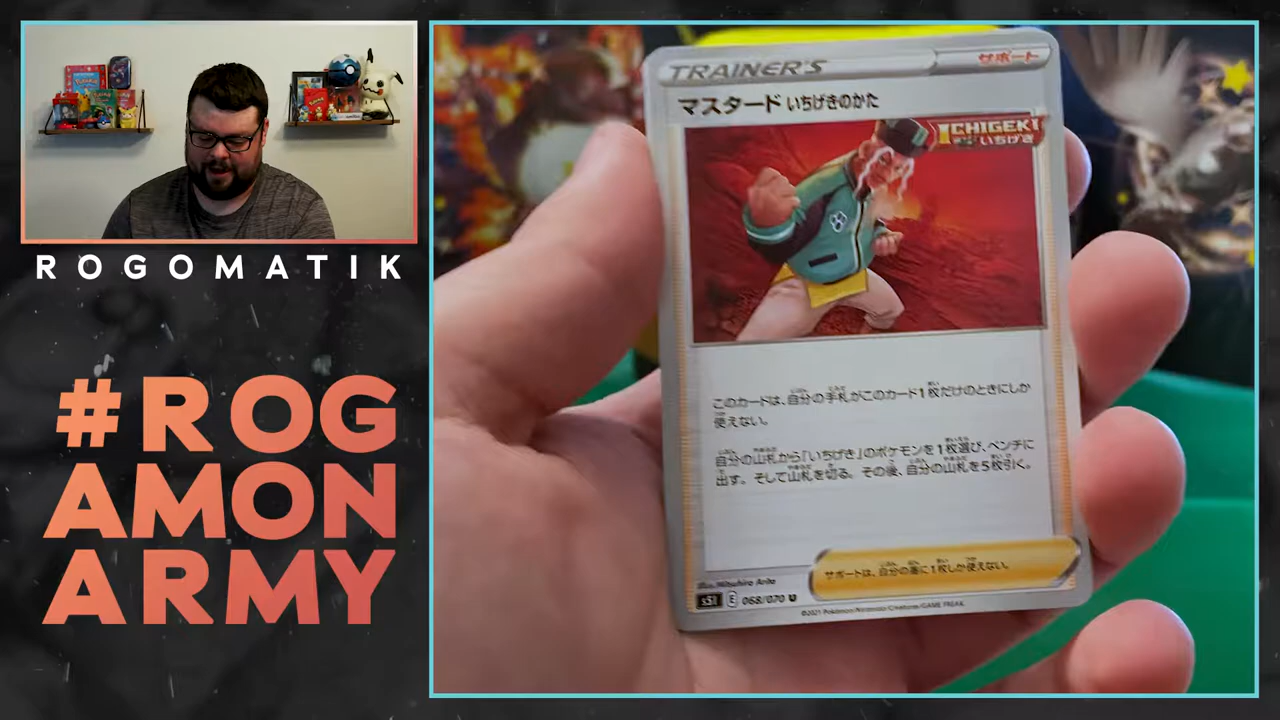 ROGOMATIK
#ROG
AMON
ARMY
TRAINER'S
サポート
マスタード いちげきのかた
ICHIGEKI
いちげき
このカードは、自分の手札がこのカード1枚だけのときにしか
使えない。
自分の山札から「いちげき」のポケモンを1枚選び、ベンチに
出す。そして山札を切る。その後、自分の山札を5枚引く。
サポートは、自分の番に1枚しか使えない。
Illus. Mitsuhiro Arita
s5I E 068/070 U
©2021 Pokémon/Nintendo/Creatures/GAME FREAK